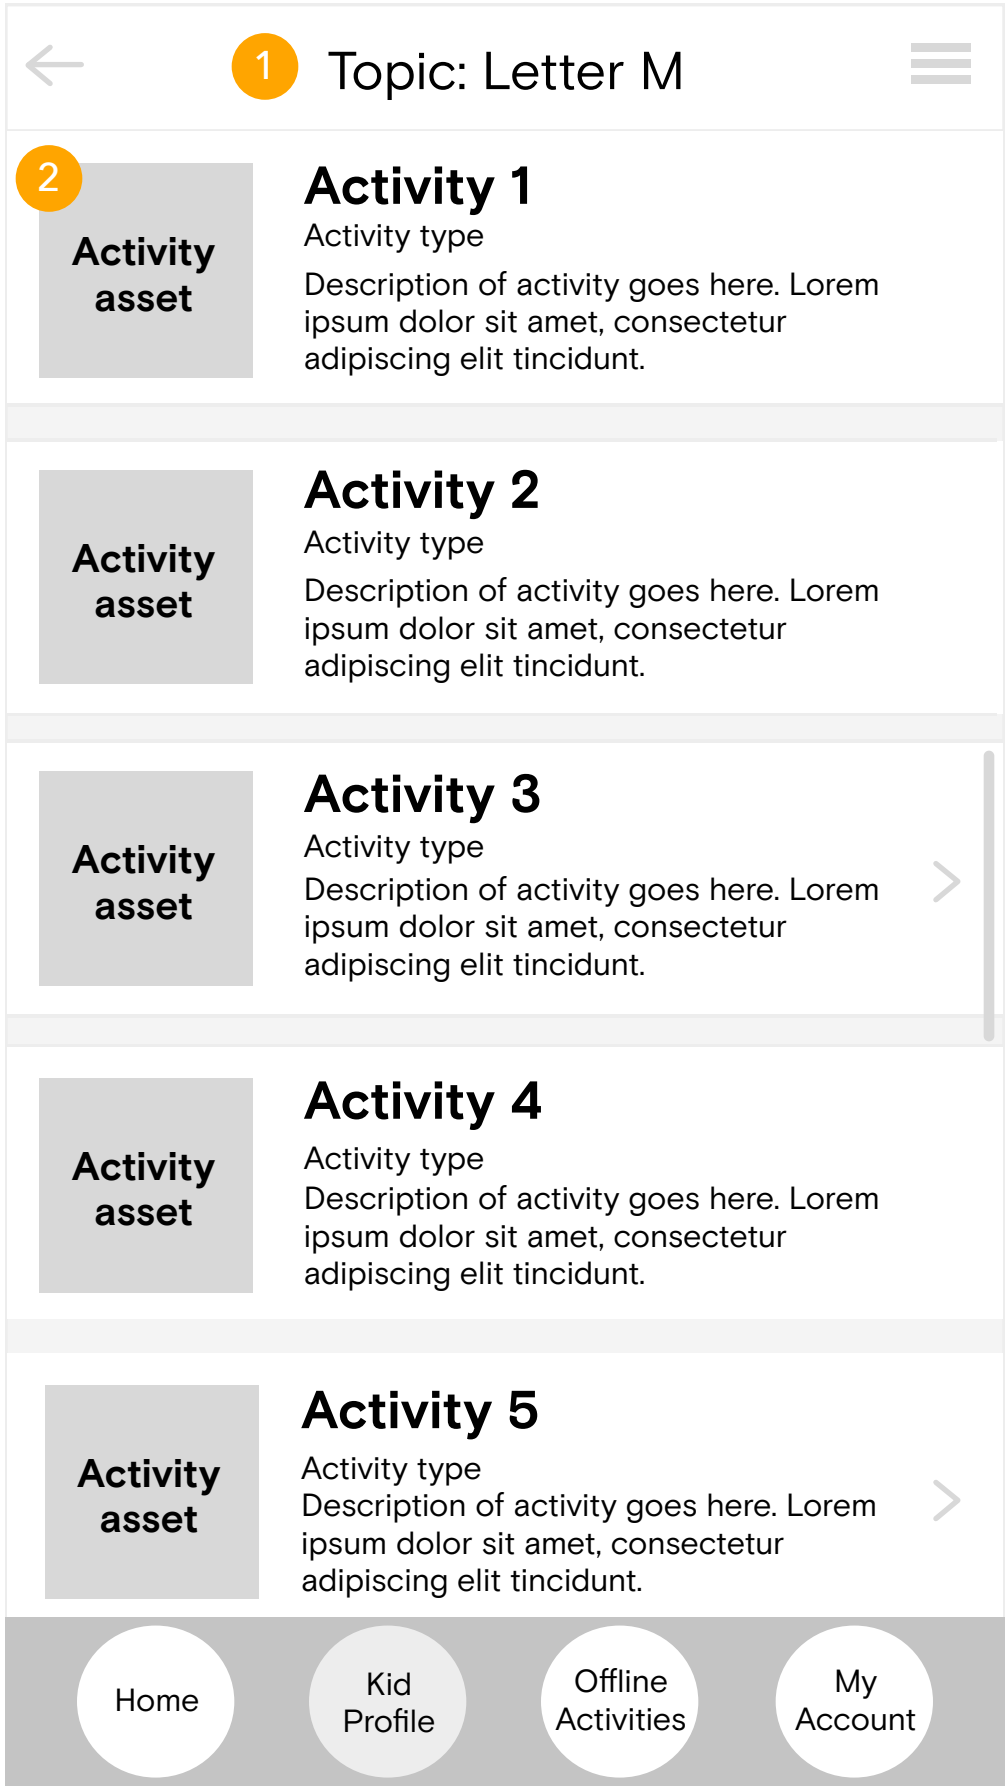 1 Topic: Letter M
2
Activity
asset
Activity 1
Activity type
Description of activity goes here. Lorem
ipsum dolor sit amet, consectetur
adipiscing elit tincidunt.
Activity
asset
Activity 2
Activity type
Description of activity goes here. Lorem
ipsum dolor sit amet, consectetur
adipiscing elit tincidunt.
Activity
asset
Activity 3
Activity type
Description of activity goes here. Lorem
ipsum dolor sit amet, consectetur
adipiscing elit tincidunt.
Activity
asset
Activity 4
Activity type
Description of activity goes here. Lorem
ipsum dolor sit amet, consectetur
adipiscing elit tincidunt.
Activity
asset
Activity 5
Activity type
Description of activity goes here. Lorem
ipsum dolor sit amet, consectetur
adipiscing elit tincidunt.
Home
Kid
Profile
Offline
Activities
My
Account